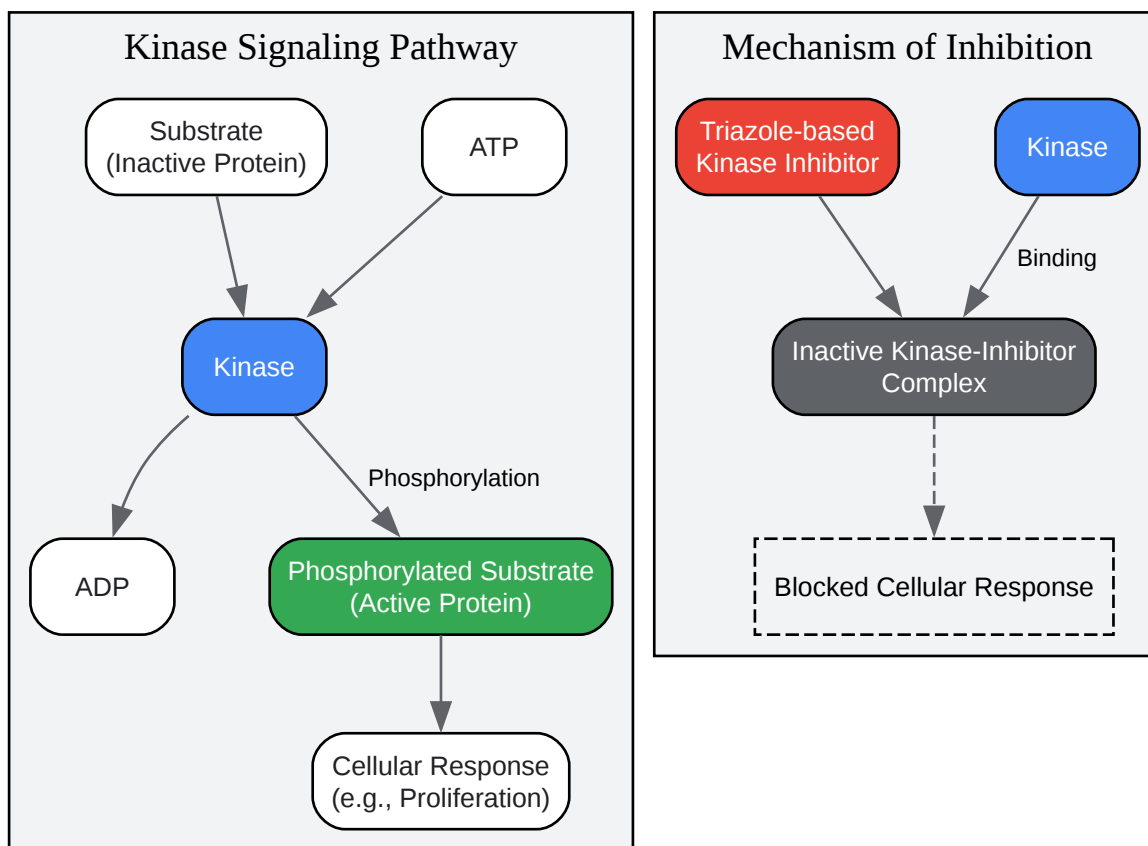 Kinase Signaling Pathway
Substrate
(Inactive Protein)
ATP
Kinase
Phosphorylation
ADP
Phosphorylated Substrate
(Active Protein)
Cellular Response
(e.g., Proliferation)
Mechanism of Inhibition
Triazole-based
Kinase Inhibitor
Kinase
Binding
Inactive Kinase-Inhibitor
Complex
Blocked Cellular Response